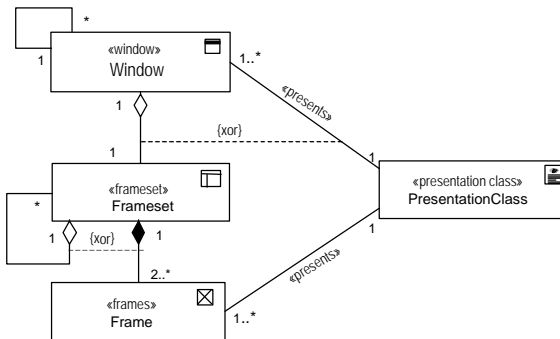 *
«window»
Window
1
1..*
1
«presents»
{xor}
1
1
«frameset»
Frameset
«presentation class»
PresentationClass
*
1
{xor}
1
1
«presents»
2..*
«frames»
Frame
1..*